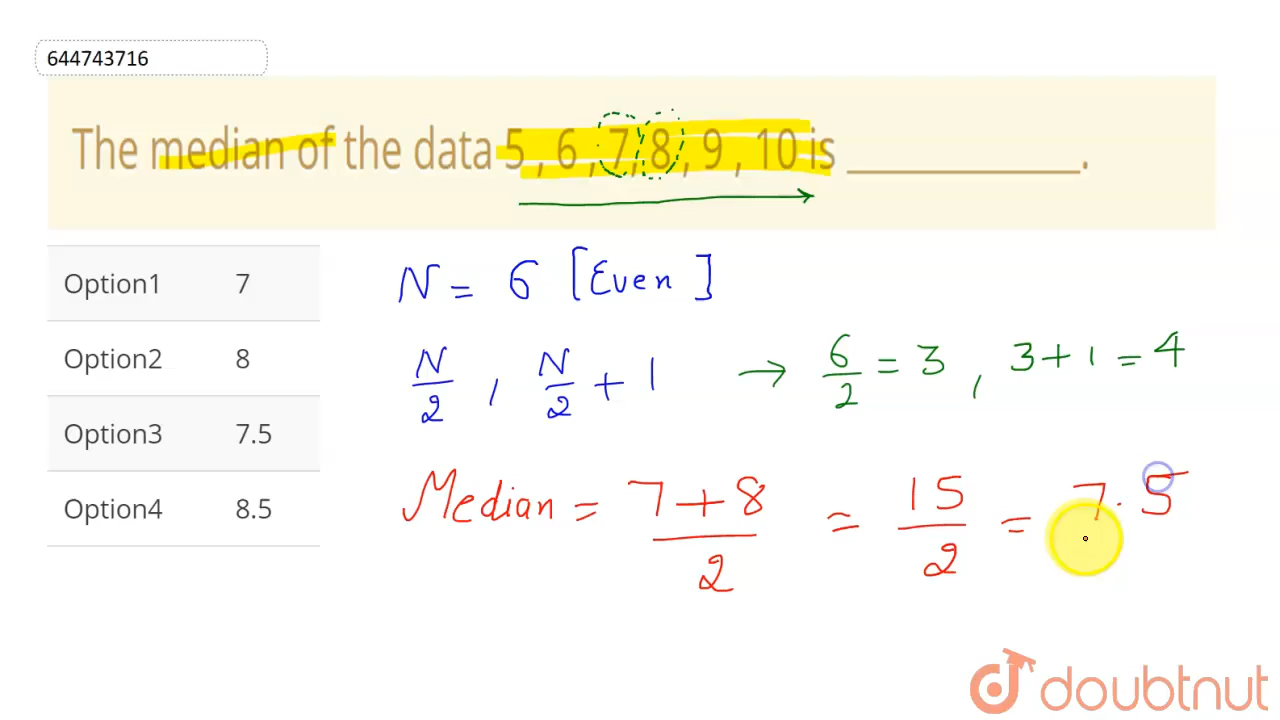 644743716
The median of the data 5 , 6 , 7, 8 , 9 , 10 is ____________.
Option1 7
Option2 8
Option3 7.5
Option4 8.5
N = 6 [Even]
N/2 , N/2 + 1 → 6/2 = 3 , 3+1 = 4
Median = 7+8/2 = 15/2 = 7.5
doubtnut